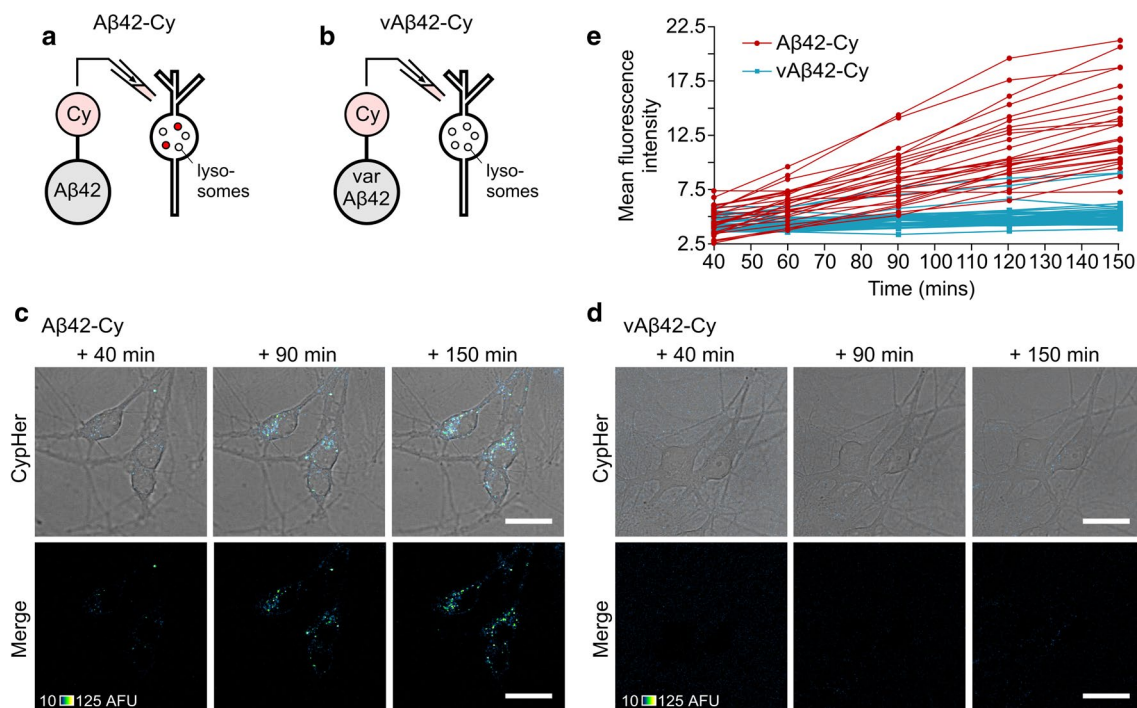 Aβ42-Cy
a
Cy
Aβ42
lyso-
somes
vAβ42-Cy
b
Cy
var
Aβ42
lyso-
somes
e
Mean fluorescence
intensity
22.5
17.5
12.5
7.5
2.5
Aβ42-Cy
vAβ42-Cy
40 50 60 70 80 90 100 110 120 130 140 150
Time (mins)
c
Aβ42-Cy
+ 40 min + 90 min + 150 min
CypHer
Merge
10 125 AFU
d
vAβ42-Cy
+ 40 min + 90 min + 150 min
CypHer
Merge
10 125 AFU